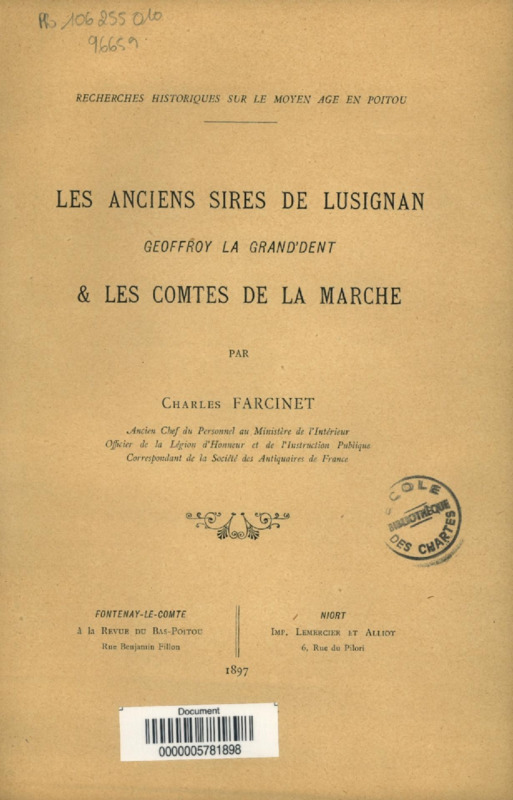 PB 106 255 010
96659
RECHERCHES HISTORIQUES SUR LE MOYEN AGE EN POITOU
LES ANCIENS SIRES DE LUSIGNAN
GEOFFROY LA GRAND'DENT
& LES COMTES DE LA MARCHE
PAR
CHARLES FARCINET
Ancien Chef du Personnel au Ministère de l'Intérieur
Officier de la Légion d'Honneur et de l'Instruction Publique
Correspondant de la Société des Antiquaires de France
ECOLE
BIBLIOTHÈQUE
DES CHARTES
FONTENAY-LE-COMTE
A la REVUE DU BAS-POITOU
Rue Benjamin Fillon
NIORT
IMP. LEMERCIER ET ALLIOT
6, Rue du Pilori
1897
Document
0000005781898